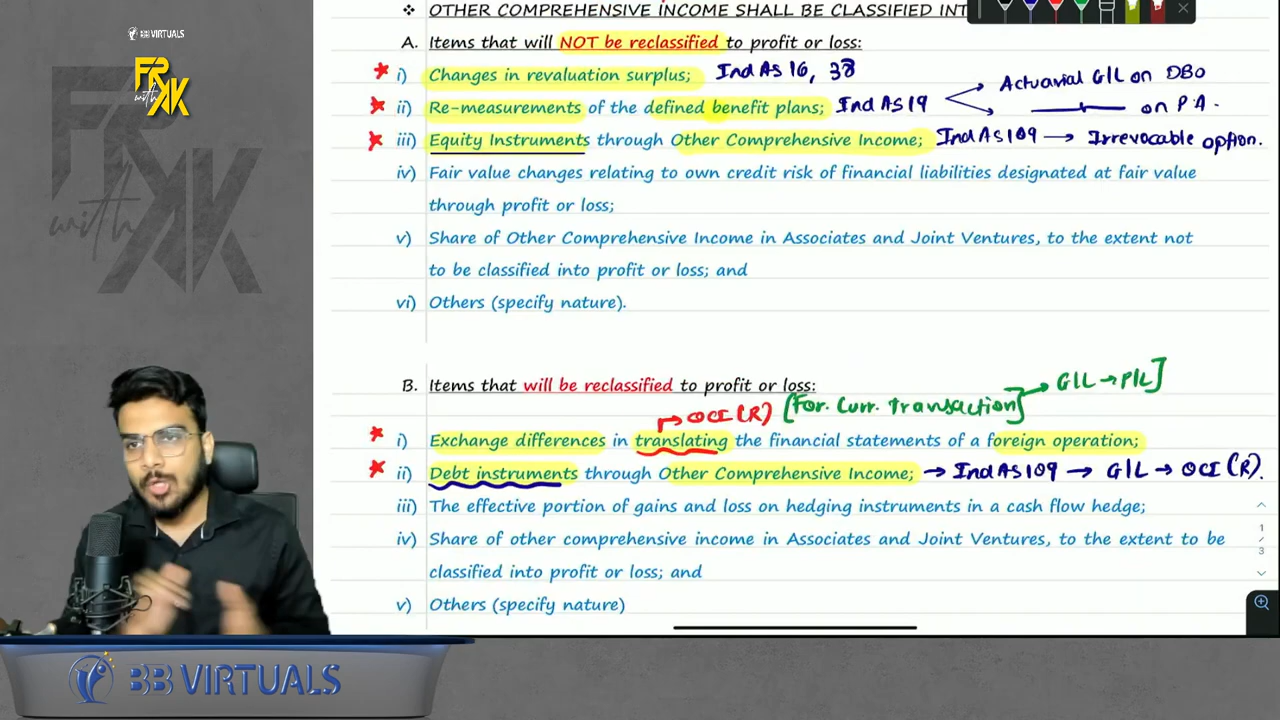 BB VIRTUALS
FR
with AK
❖ OTHER COMPREHENSIVE INCOME SHALL BE CLASSIFIED INT
A. Items that will NOT be reclassified to profit or loss:
i) Changes in revaluation surplus; Ind AS 16, 38
Actuarial G/L on DBO
ii) Re-measurements of the defined benefit plans; Ind AS 19
on P.A.
iii) Equity Instruments through Other Comprehensive Income; Ind AS 109 → Irrevocable option.
iv) Fair value changes relating to own credit risk of financial liabilities designated at fair value
through profit or loss;
v) Share of Other Comprehensive Income in Associates and Joint Ventures, to the extent not
to be classified into profit or loss; and
vi) Others (specify nature).
B. Items that will be reclassified to profit or loss:
G/L → P/L]
→ OCI (R) [For. Curr. Transaction]
i) Exchange differences in translating the financial statements of a foreign operation;
ii) Debt instruments through Other Comprehensive Income; → Ind AS 109 → G/L → OCI (R).
iii) The effective portion of gains and loss on hedging instruments in a cash flow hedge;
iv) Share of other comprehensive income in Associates and Joint Ventures, to the extent to be
classified into profit or loss; and
v) Others (specify nature)
1
/
3
BB VIRTUALS